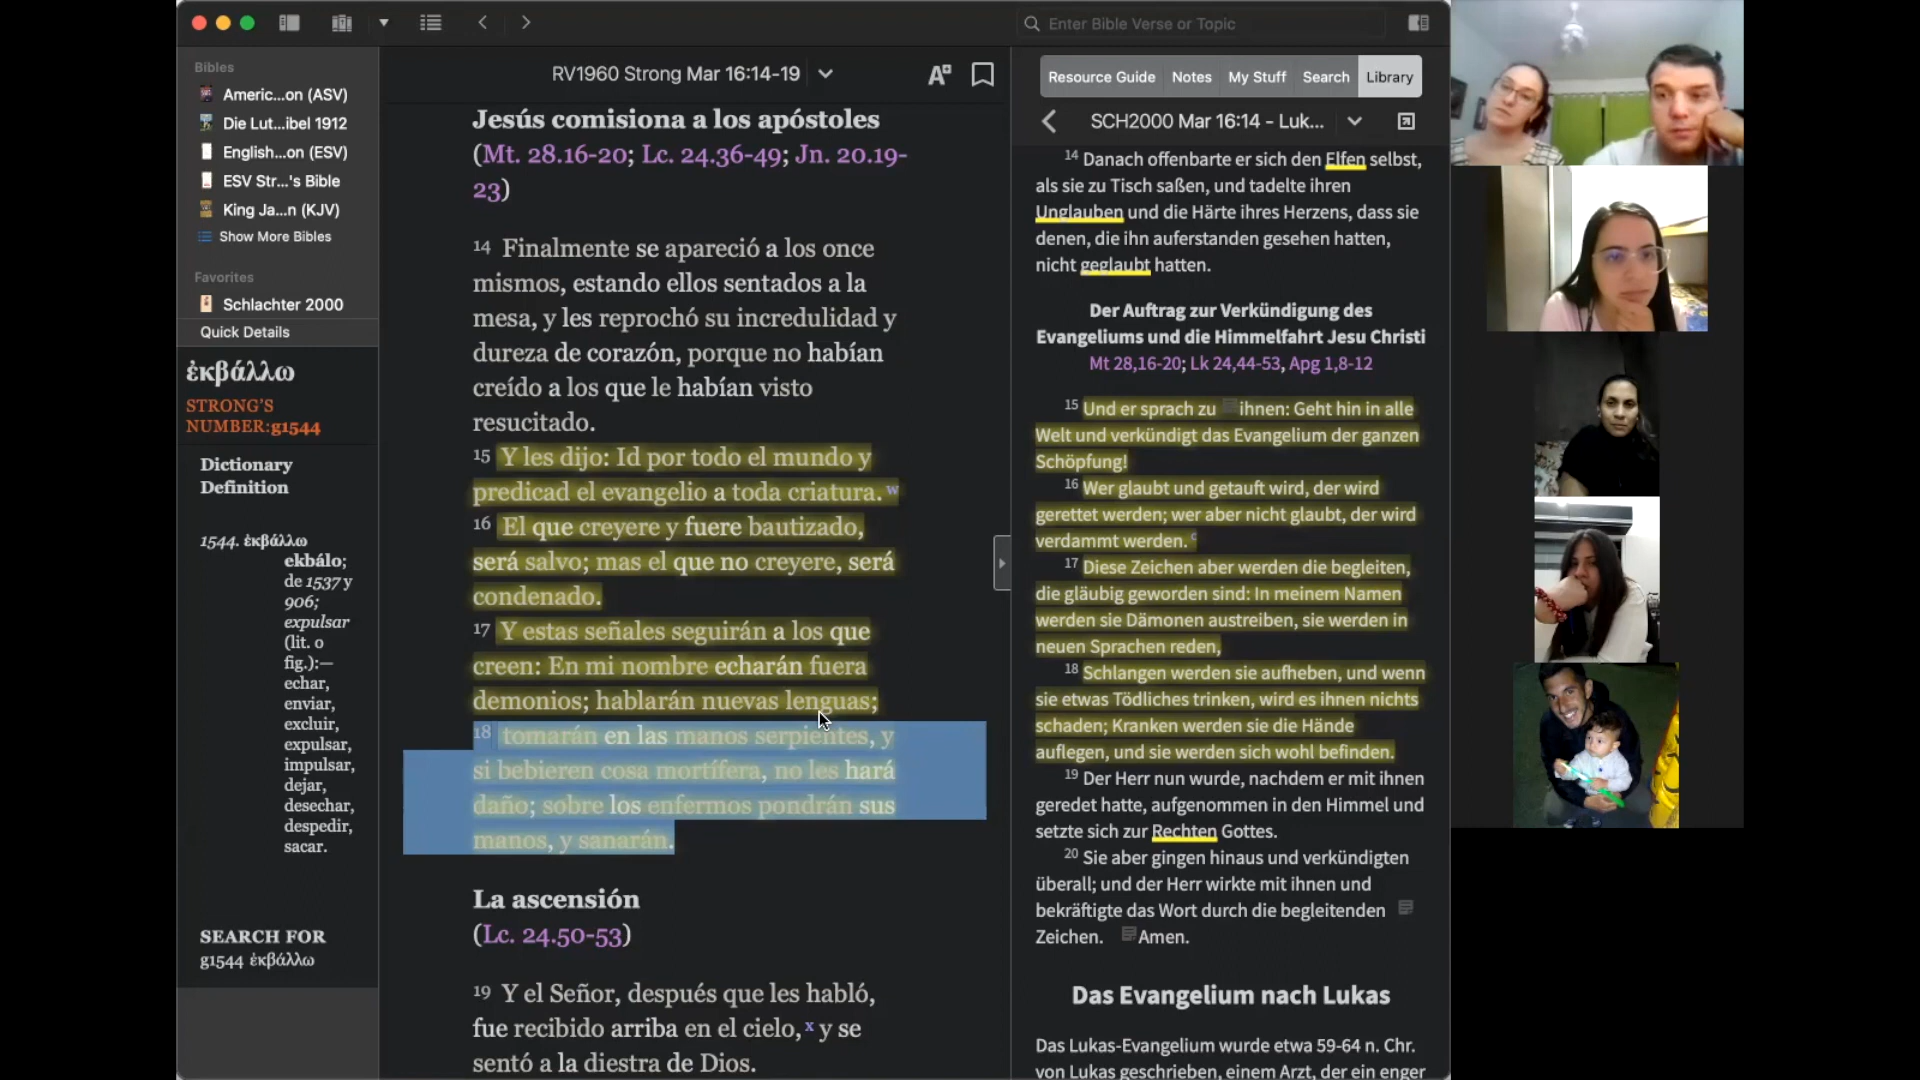 Enter Bible Verse or Topic
Bibles
Americ...on (ASV)
Die Lut...ibel 1912
English...on (ESV)
ESV Str...'s Bible
King Ja...n (KJV)
Show More Bibles
Favorites
Schlachter 2000
Quick Details
ἐκβάλλω
STRONG'S
NUMBER:g1544
Dictionary
Definition
1544. ἐκβάλλω
ekbálo;
de 1537 y
906;
expulsar
(lit. o
fig.):—
echar,
enviar,
excluir,
expulsar,
impulsar,
dejar,
desechar,
despedir,
sacar.
SEARCH FOR
g1544 ἐκβάλλω
RV1960 Strong Mar 16:14-19
Jesús comisiona a los apóstoles
(Mt. 28.16-20; Lc. 24.36-49; Jn. 20.19-
23)
14 Finalmente se apareció a los once
mismos, estando ellos sentados a la
mesa, y les reprochó su incredulidad y
dureza de corazón, porque no habían
creído a los que le habían visto
resucitado.
15 Y les dijo: Id por todo el mundo y
predicad el evangelio a toda criatura. w
16 El que creyere y fuere bautizado,
será salvo; mas el que no creyere, será
condenado.
17 Y estas señales seguirán a los que
creen: En mi nombre echarán fuera
demonios; hablarán nuevas lenguas;
18 tomarán en las manos serpientes, y
si bebieren cosa mortífera, no les hará
daño; sobre los enfermos pondrán sus
manos, y sanarán.
La ascensión
(Lc. 24.50-53)
19 Y el Señor, después que les habló,
fue recibido arriba en el cielo, x y se
sentó a la diestra de Dios.
Resource Guide Notes My Stuff Search Library
SCH2000 Mar 16:14 - Luk...
14 Danach offenbarte er sich den Elfen selbst,
als sie zu Tisch saßen, und tadelte ihren
Unglauben und die Härte ihres Herzens, dass sie
denen, die ihn auferstanden gesehen hatten,
nicht geglaubt hatten.
Der Auftrag zur Verkündigung des
Evangeliums und die Himmelfahrt Jesu Christi
Mt 28,16-20; Lk 24,44-53, Apg 1,8-12
15 Und er sprach zu ihnen: Geht hin in alle
Welt und verkündigt das Evangelium der ganzen
Schöpfung!
16 Wer glaubt und getauft wird, der wird
gerettet werden; wer aber nicht glaubt, der wird
verdammt werden. c
17 Diese Zeichen aber werden die begleiten,
die gläubig geworden sind: In meinem Namen
werden sie Dämonen austreiben, sie werden in
neuen Sprachen reden,
18 Schlangen werden sie aufheben, und wenn
sie etwas Tödliches trinken, wird es ihnen nichts
schaden; Kranken werden sie die Hände
auflegen, und sie werden sich wohl befinden.
19 Der Herr nun wurde, nachdem er mit ihnen
geredet hatte, aufgenommen in den Himmel und
setzte sich zur Rechten Gottes.
20 Sie aber gingen hinaus und verkündigten
überall; und der Herr wirkte mit ihnen und
bekräftigte das Wort durch die begleitenden
Zeichen. Amen.
Das Evangelium nach Lukas
Das Lukas-Evangelium wurde etwa 59-64 n. Chr.
von Lukas geschrieben, einem Arzt, der ein enger